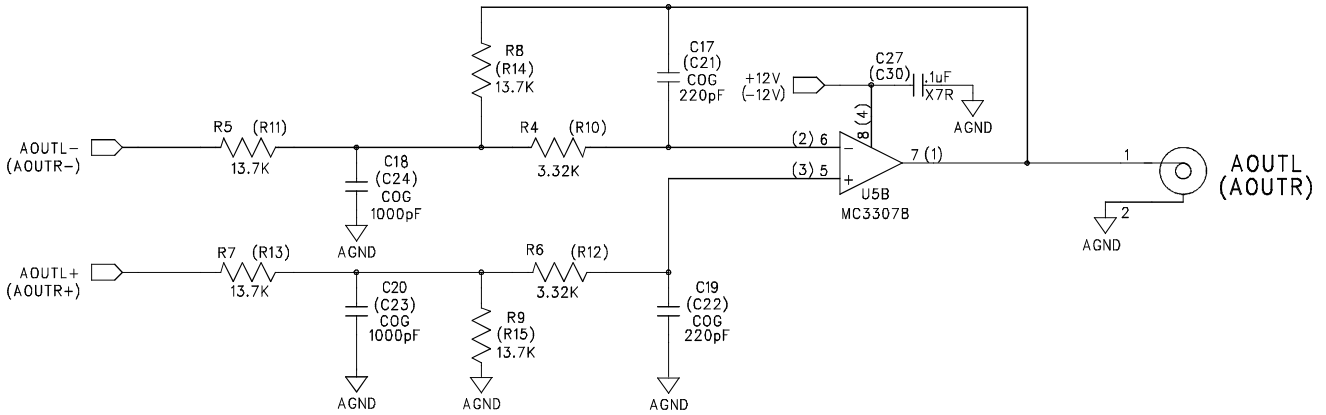 R8
(R14)
13.7K
C17
(C21)
COG
220pF
+12V
(-12V)
C27
(C30)
.1uF
X7R
AGND
8 (4)
AOUTL-
(AOUTR-)
R5 (R11)
13.7K
C18
(C24)
COG
1000pF
AGND
R4 (R10)
3.32K
(2) 6
(3) 5
-
+
7 (1)
U5B
MC33078
1
2
AGND
AOUTL
(AOUTR)
AOUTL+
(AOUTR+)
R7 (R13)
13.7K
C20
(C23)
COG
1000pF
AGND
R9
(R15)
13.7K
AGND
R6 (R12)
3.32K
C19
(C22)
COG
220pF
AGND